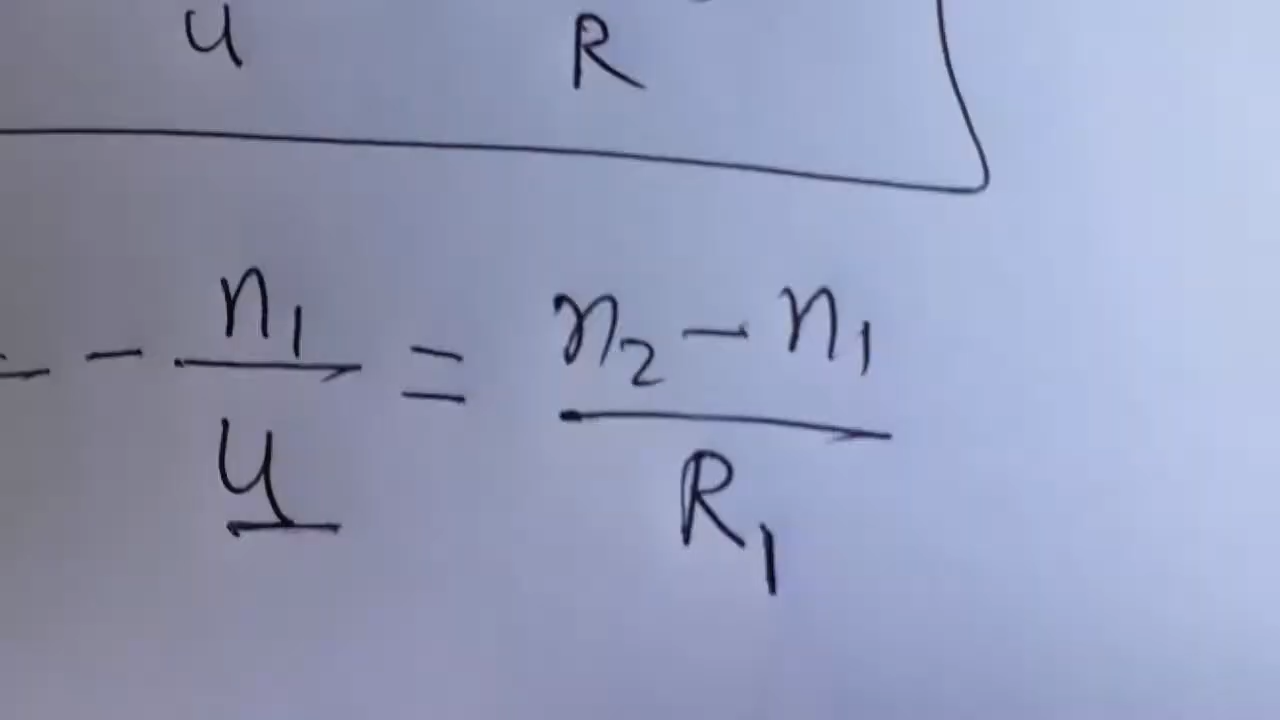 u R
- n₁/u = n₂ - n₁/R₁